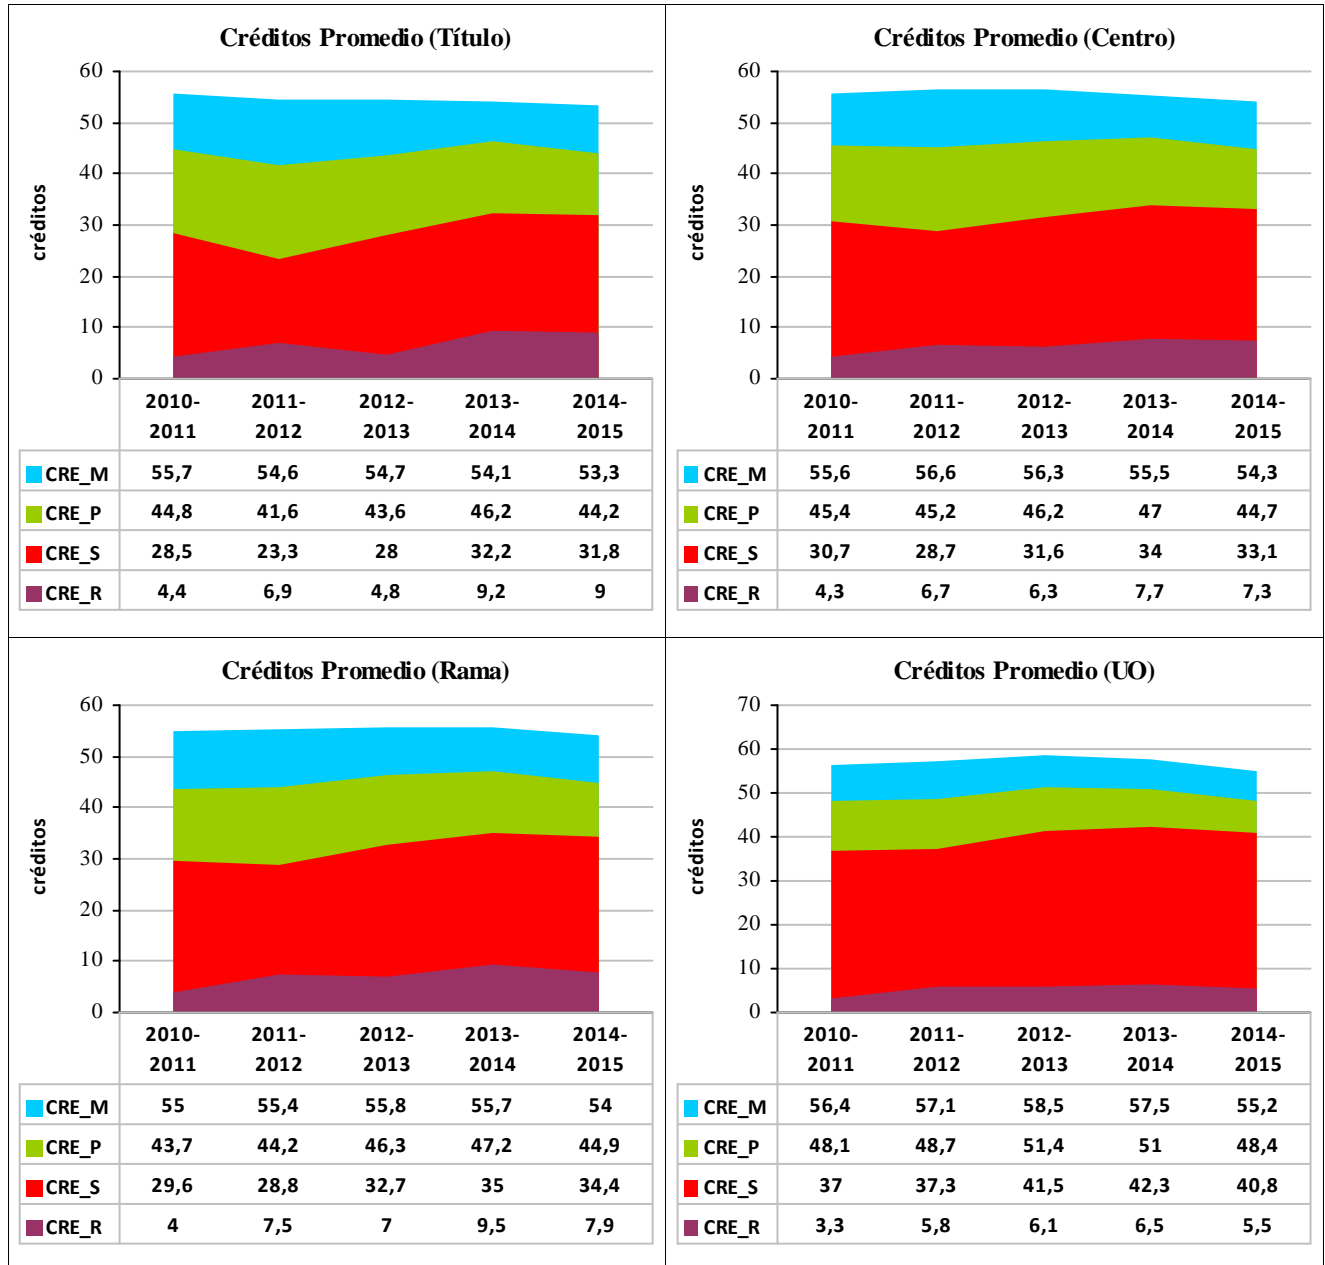 Créditos Promedio (Título)
créditos
60
50
40
30
20
10
0
2010-2011 2011-2012 2012-2013 2013-2014 2014-2015
CRE_M 55,7 54,6 54,7 54,1 53,3
CRE_P 44,8 41,6 43,6 46,2 44,2
CRE_S 28,5 23,3 28 32,2 31,8
CRE_R 4,4 6,9 4,8 9,2 9
Créditos Promedio (Centro)
créditos
60
50
40
30
20
10
0
2010-2011 2011-2012 2012-2013 2013-2014 2014-2015
CRE_M 55,6 56,6 56,3 55,5 54,3
CRE_P 45,4 45,2 46,2 47 44,7
CRE_S 30,7 28,7 31,6 34 33,1
CRE_R 4,3 6,7 6,3 7,7 7,3
Créditos Promedio (Rama)
créditos
60
50
40
30
20
10
0
2010-2011 2011-2012 2012-2013 2013-2014 2014-2015
CRE_M 55 55,4 55,8 55,7 54
CRE_P 43,7 44,2 46,3 47,2 44,9
CRE_S 29,6 28,8 32,7 35 34,4
CRE_R 4 7,5 7 9,5 7,9
Créditos Promedio (UO)
créditos
70
60
50
40
30
20
10
0
2010-2011 2011-2012 2012-2013 2013-2014 2014-2015
CRE_M 56,4 57,1 58,5 57,5 55,2
CRE_P 48,1 48,7 51,4 51 48,4
CRE_S 37 37,3 41,5 42,3 40,8
CRE_R 3,3 5,8 6,1 6,5 5,5